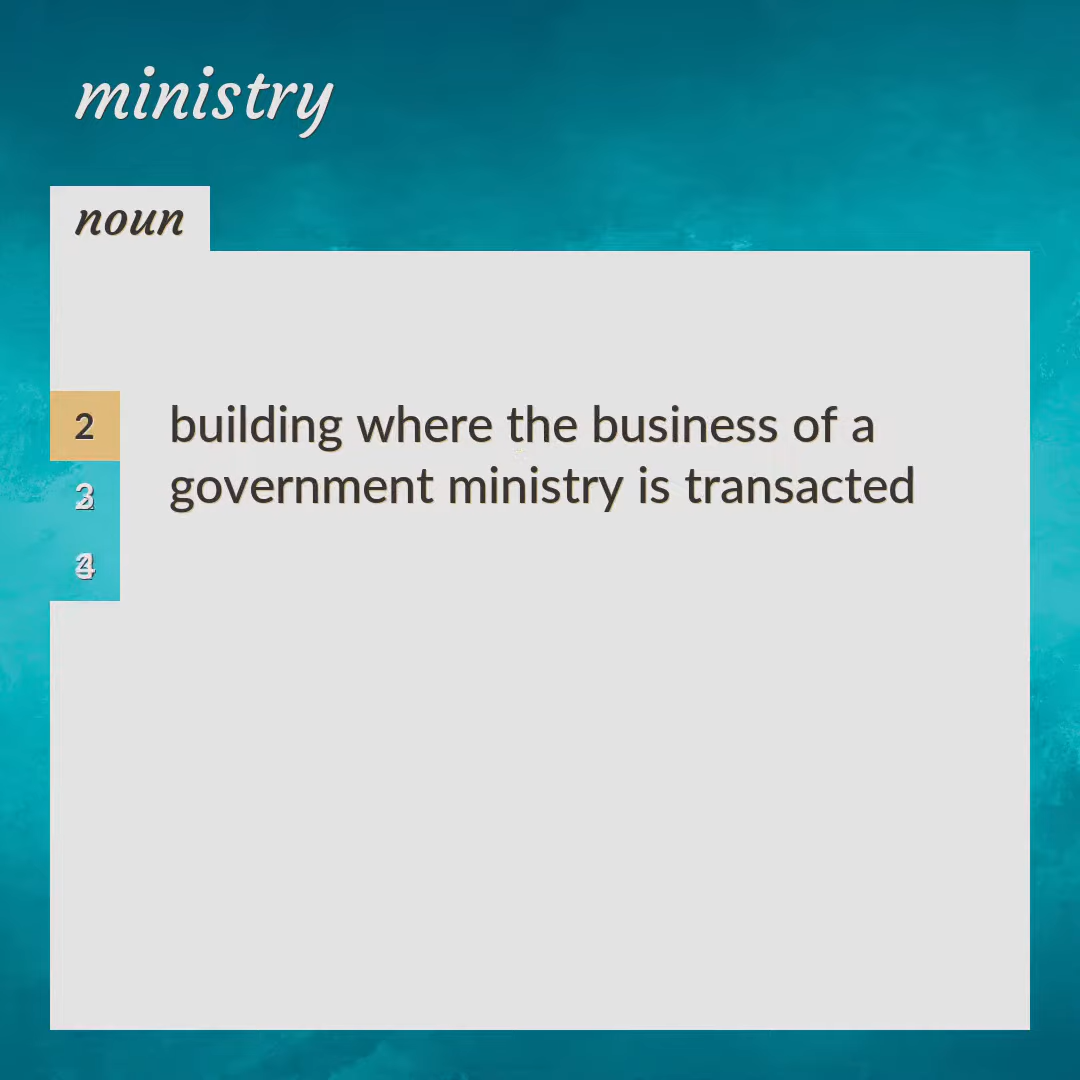 ministry
noun
2
building where the business of a
government ministry is transacted